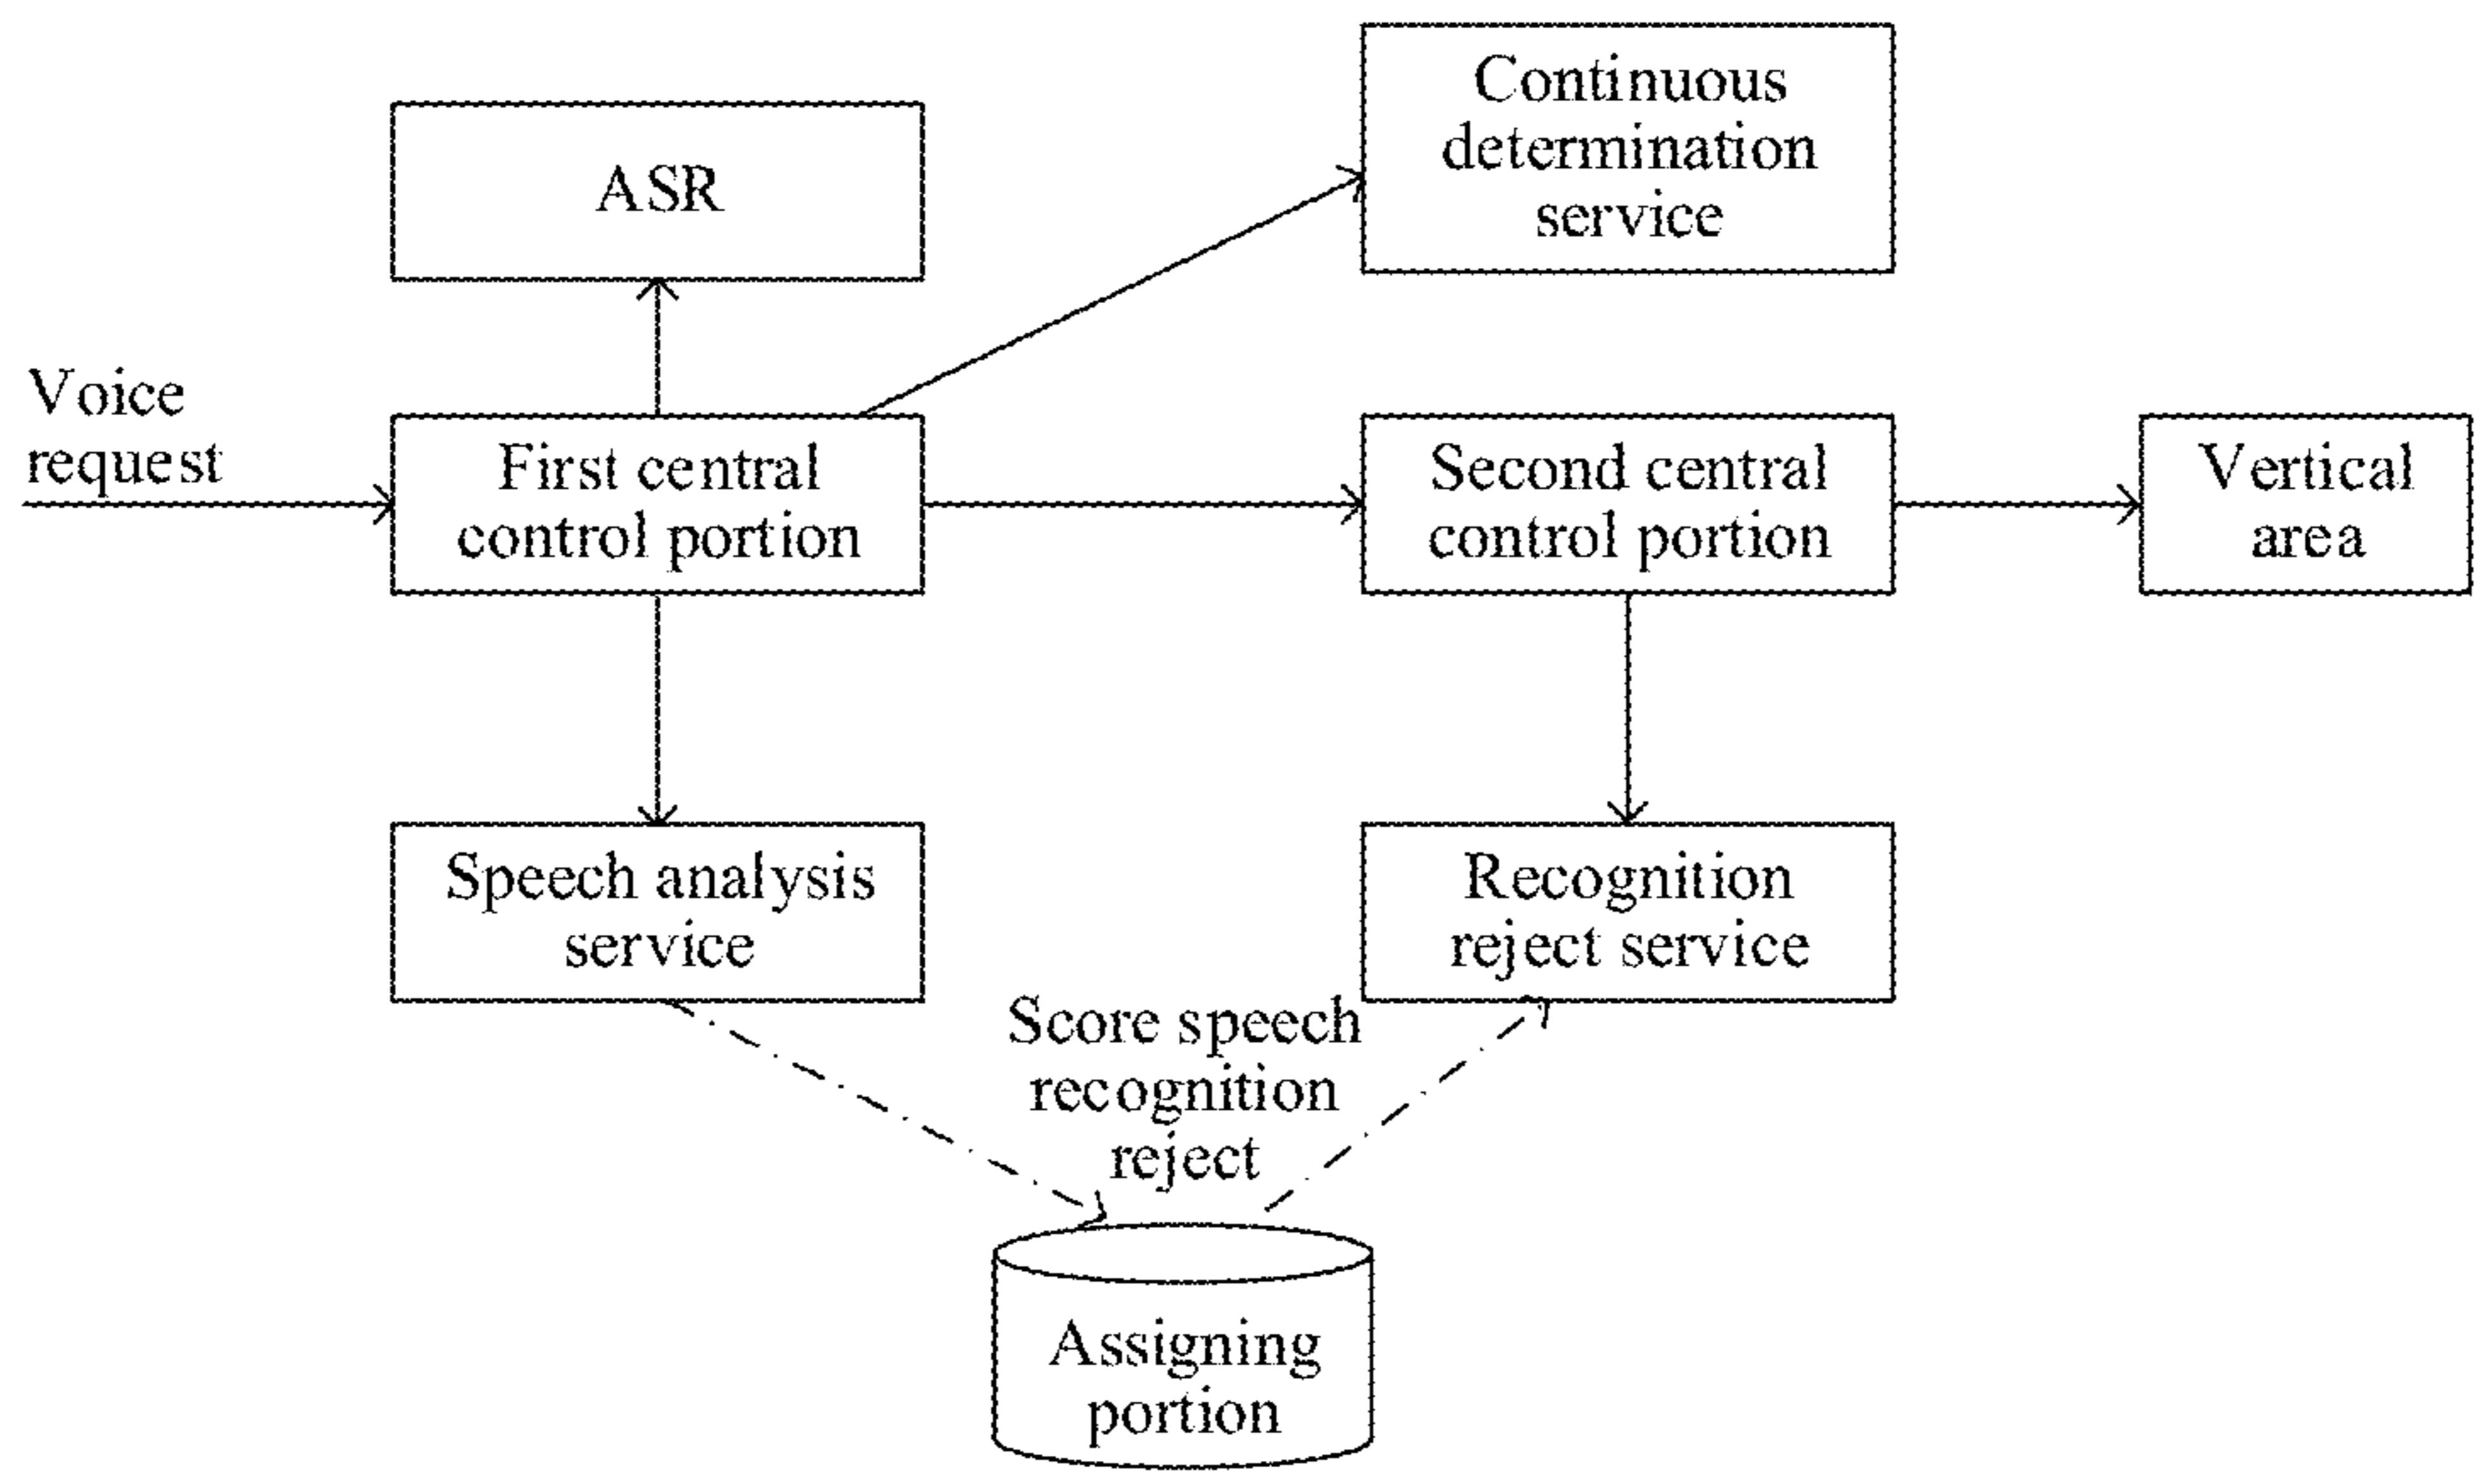 Continuous
determination
service
ASR
Voice
request
First central
control portion
Second central
control portion
Vertical
area
Speech analysis
service
Recognition
reject service
Score speech
recognition
reject
Assigning
portion